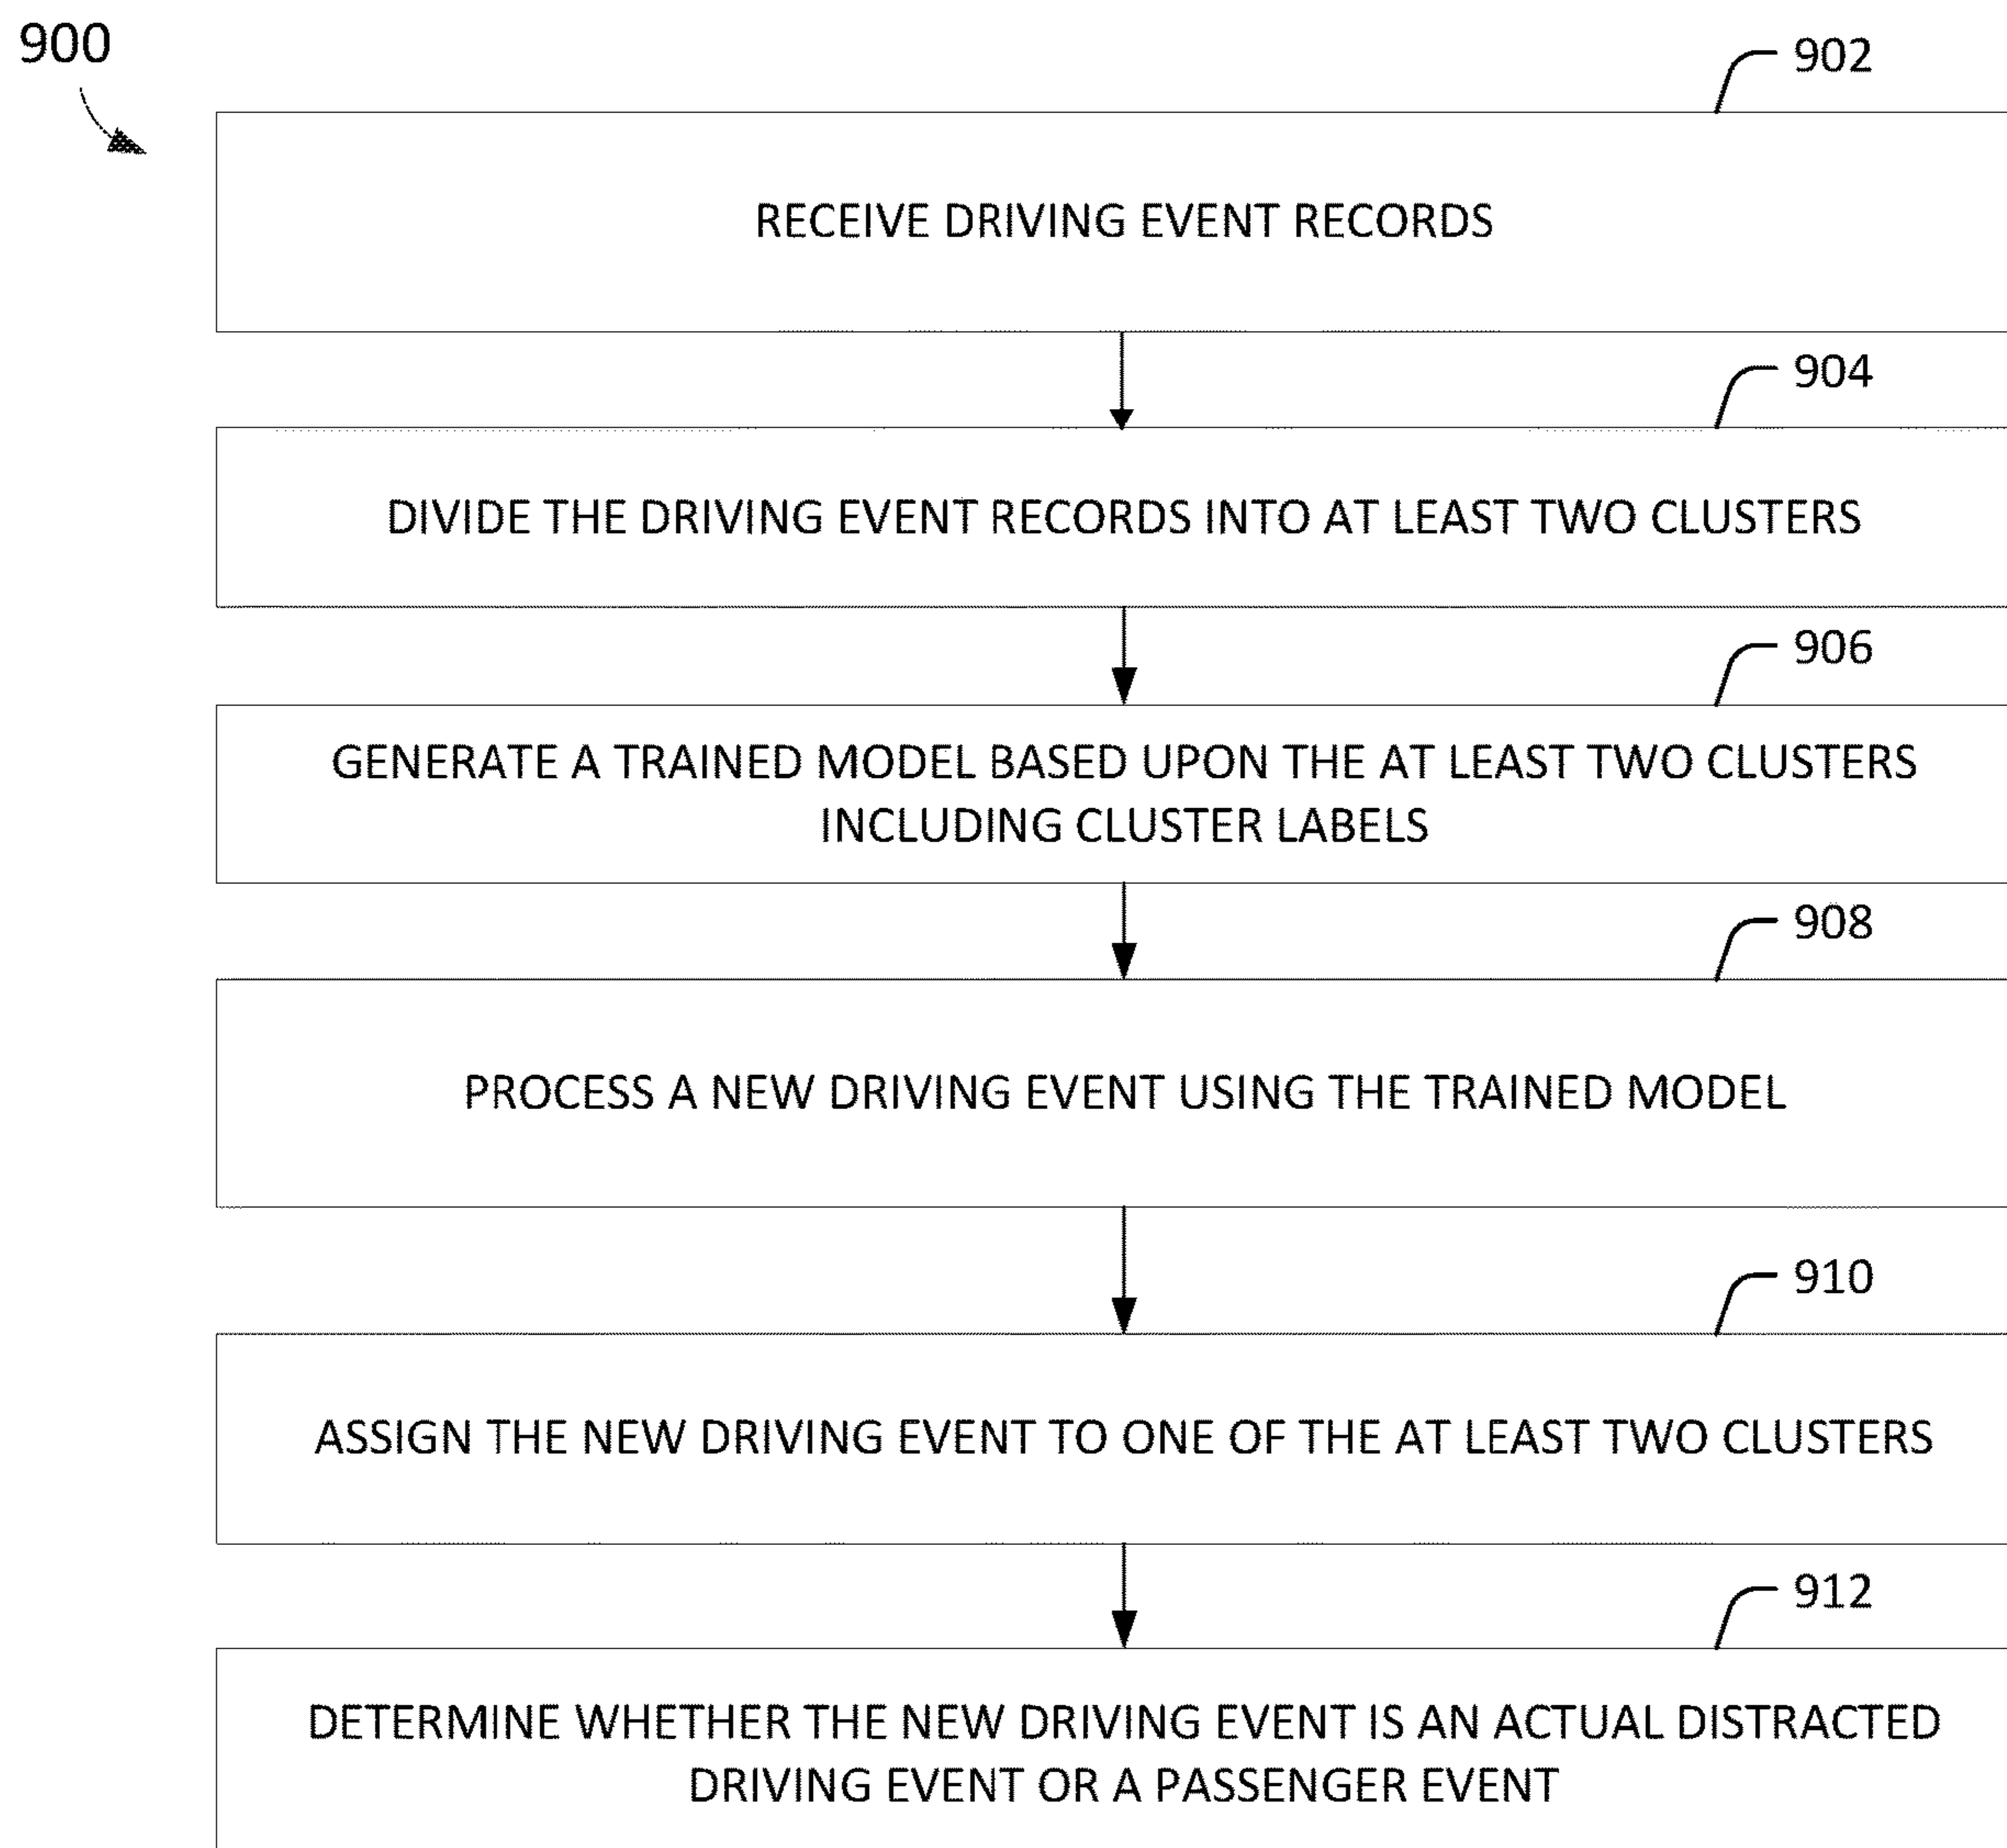 900
902
RECEIVE DRIVING EVENT RECORDS
904
DIVIDE THE DRIVING EVENT RECORDS INTO AT LEAST TWO CLUSTERS
906
GENERATE A TRAINED MODEL BASED UPON THE AT LEAST TWO CLUSTERS
INCLUDING CLUSTER LABELS
908
PROCESS A NEW DRIVING EVENT USING THE TRAINED MODEL
910
ASSIGN THE NEW DRIVING EVENT TO ONE OF THE AT LEAST TWO CLUSTERS
912
DETERMINE WHETHER THE NEW DRIVING EVENT IS AN ACTUAL DISTRACTED
DRIVING EVENT OR A PASSENGER EVENT